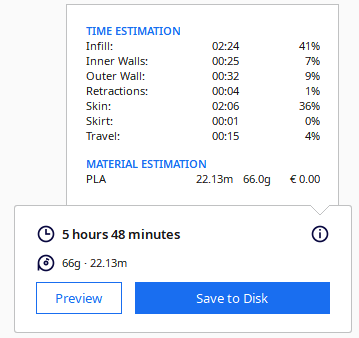 TIME ESTIMATION
Infill: 02:24 41%
Inner Walls: 00:25 7%
Outer Wall: 00:32 9%
Retractions: 00:04 1%
Skin: 02:06 36%
Skirt: 00:01 0%
Travel: 00:15 4%
MATERIAL ESTIMATION
PLA 22.13m 66.0g € 0.00
5 hours 48 minutes
66g · 22.13m
Preview Save to Disk